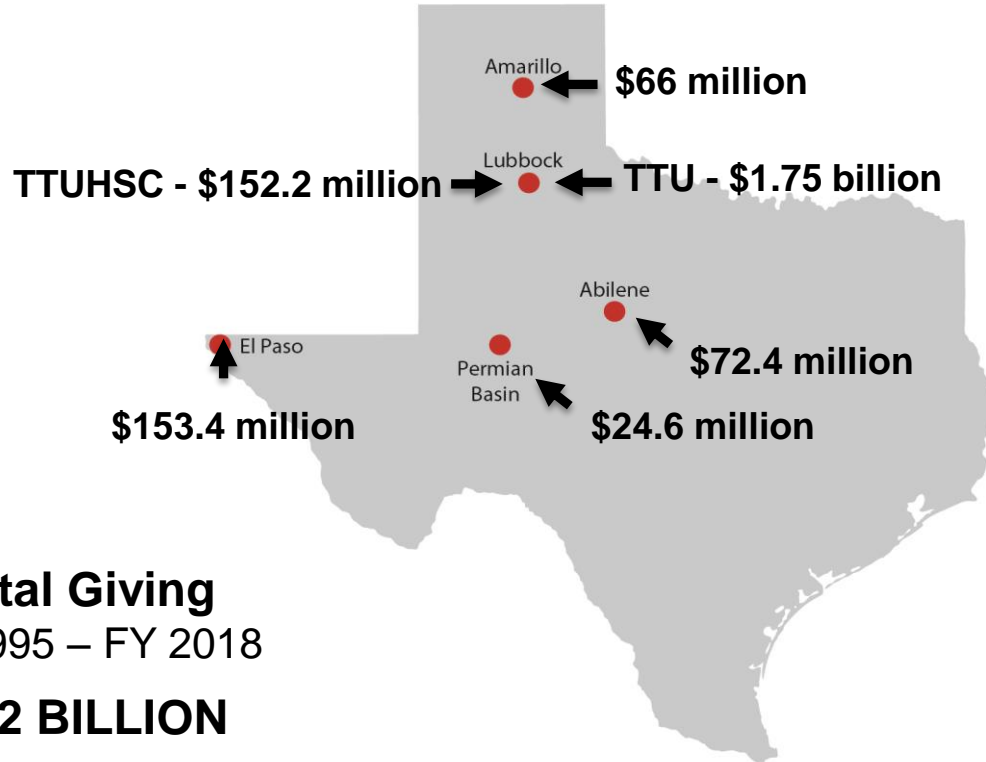 Amarillo
$66 million
Lubbock
TTUHSC - $152.2 million
TTU - $1.75 billion
Abilene
El Paso
$72.4 million
Permian
Basin
$153.4 million
$24.6 million
tal Giving
995 – FY 2018
2 BILLION